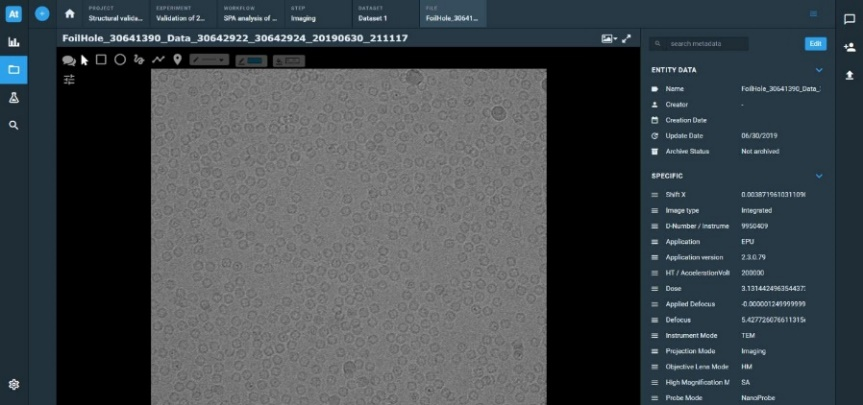 At
PROJECT
Structural valida...
EXPERIMENT
Validation of 2...
WORKFLOW
SPA analysis of ...
STEP
Imaging
DATASET
Dataset 1
FILE
FoilHole_30641...
FoilHole_30641390_Data_30642922_30642924_20190630_211117
search metadata
Edit
ENTITY DATA
Name FoilHole_30641390_Data_
Creator -
Creation Date
Update Date 06/30/2019
Archive Status Not archived
SPECIFIC
Shift X 0.00387196103110
Image type Integrated
D-Number / Instrume 9950409
Application EPU
Application version 2.3.0.79
HT / AccelerationVolt 200000
Dose 3.13144249635443
Applied Defocus -0.000001249999999
Defocus 5.427726076611315
Instrument Mode TEM
Projection Mode Imaging
Objective Lens Mode HM
High Magnification M SA
Probe Mode NanoProbe